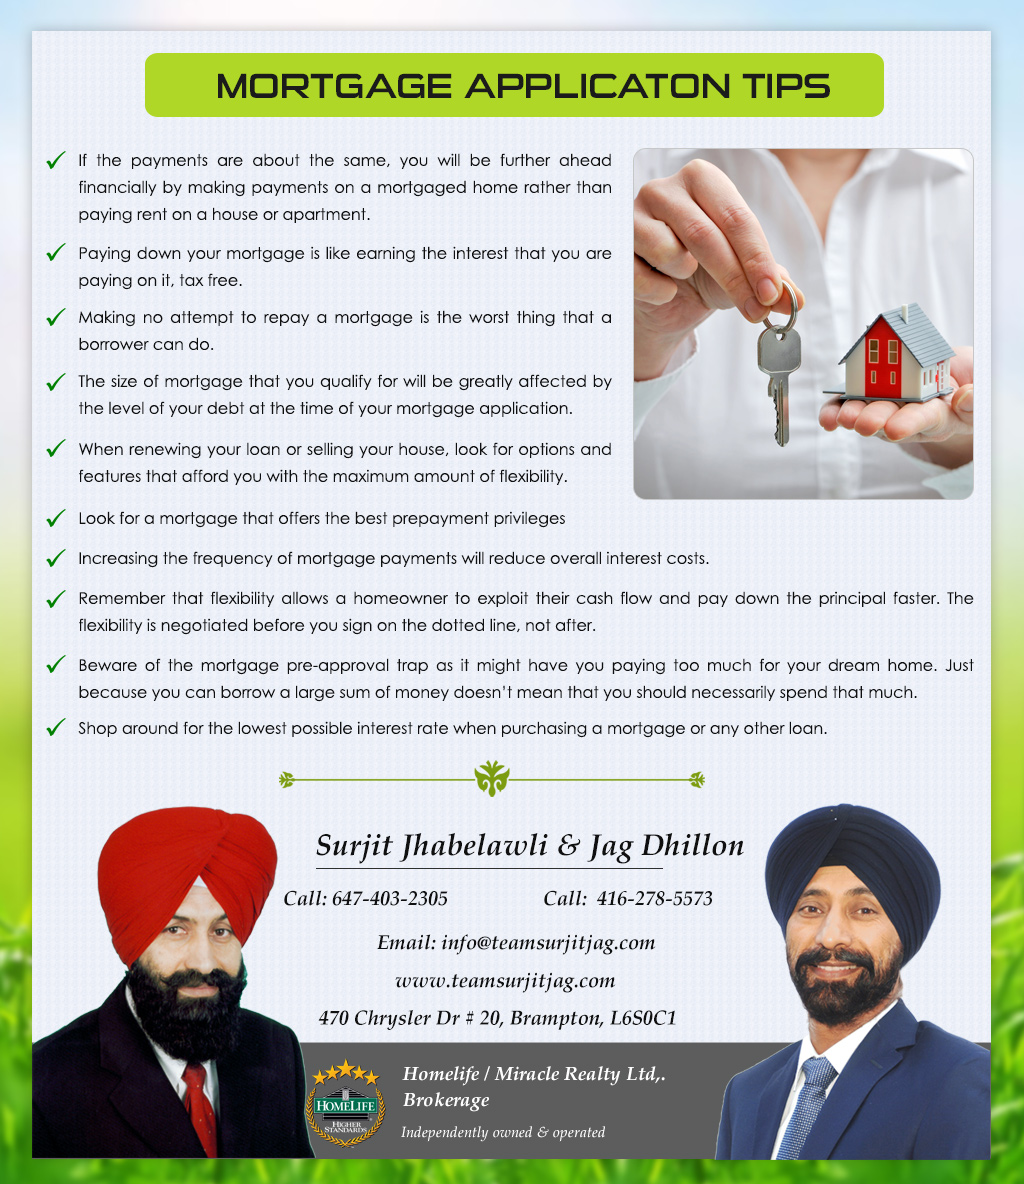 MORTGAGE APPLICATON TIPS
If the payments are about the same, you will be further ahead
financially by making payments on a mortgaged home rather than
paying rent on a house or apartment.
Paying down your mortgage is like earning the interest that you are
paying on it, tax free.
Making no attempt to repay a mortgage is the worst thing that a
borrower can do.
The size of mortgage that you qualify for will be greatly affected by
the level of your debt at the time of your mortgage application.
When renewing your loan or selling your house, look for options and
features that afford you with the maximum amount of flexibility.
Look for a mortgage that offers the best prepayment privileges
Increasing the frequency of mortgage payments will reduce overall interest costs.
Remember that flexibility allows a homeowner to exploit their cash flow and pay down the principal faster. The
flexibility is negotiated before you sign on the dotted line, not after.
Beware of the mortgage pre-approval trap as it might have you paying too much for your dream home. Just
because you can borrow a large sum of money doesn't mean that you should necessarily spend that much.
Shop around for the lowest possible interest rate when purchasing a mortgage or any other loan.
Surjit Jhabelawli & Jag Dhillon
Call: 647-403-2305 Call: 416-278-5573
Email: info@teamsurjitjag.com
www.teamsurjitjag.com
470 Chrysler Dr # 20, Brampton, L6S0C1
Homelife / Miracle Realty Ltd,.
Brokerage
Independently owned & operated
HOMELIFE
HIGHER
STANDARDS